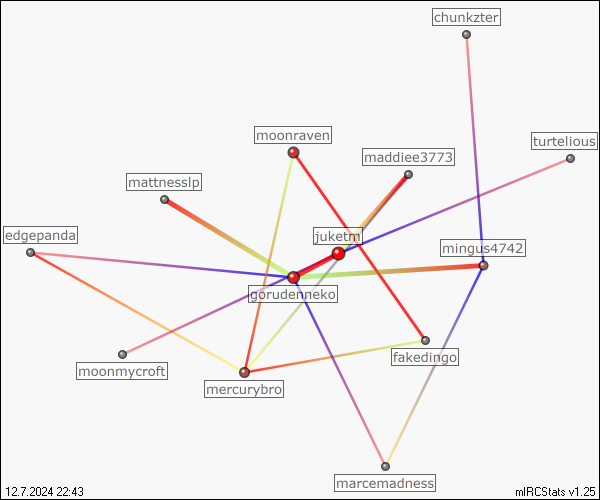 chunkzter
moonraven
turtelious
maddiee3773
mattnesslp
edgepanda
juketm
mingus4742
gorudenneko
fakedingo
moonmycroft
mercurybro
marcemadness
12.7.2024 22:43
mIRCStats v1.25